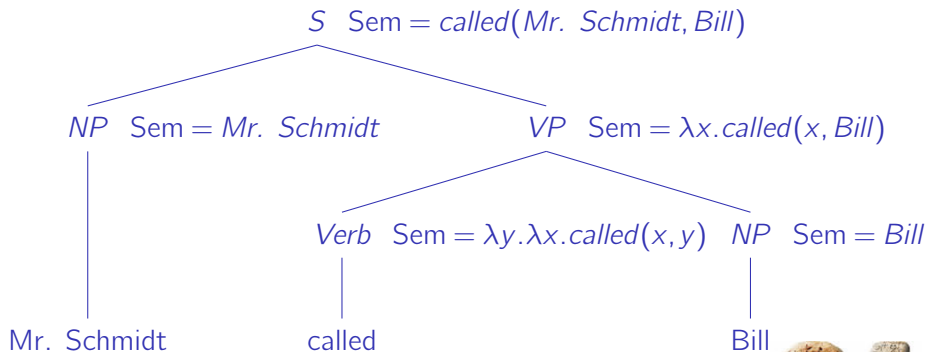 S Sem = called(Mr. Schmidt, Bill)
NP Sem = Mr. Schmidt VP Sem = λx.called(x, Bill)
Verb Sem = λy.λx.called(x, y) NP Sem = Bill
Mr. Schmidt called Bill